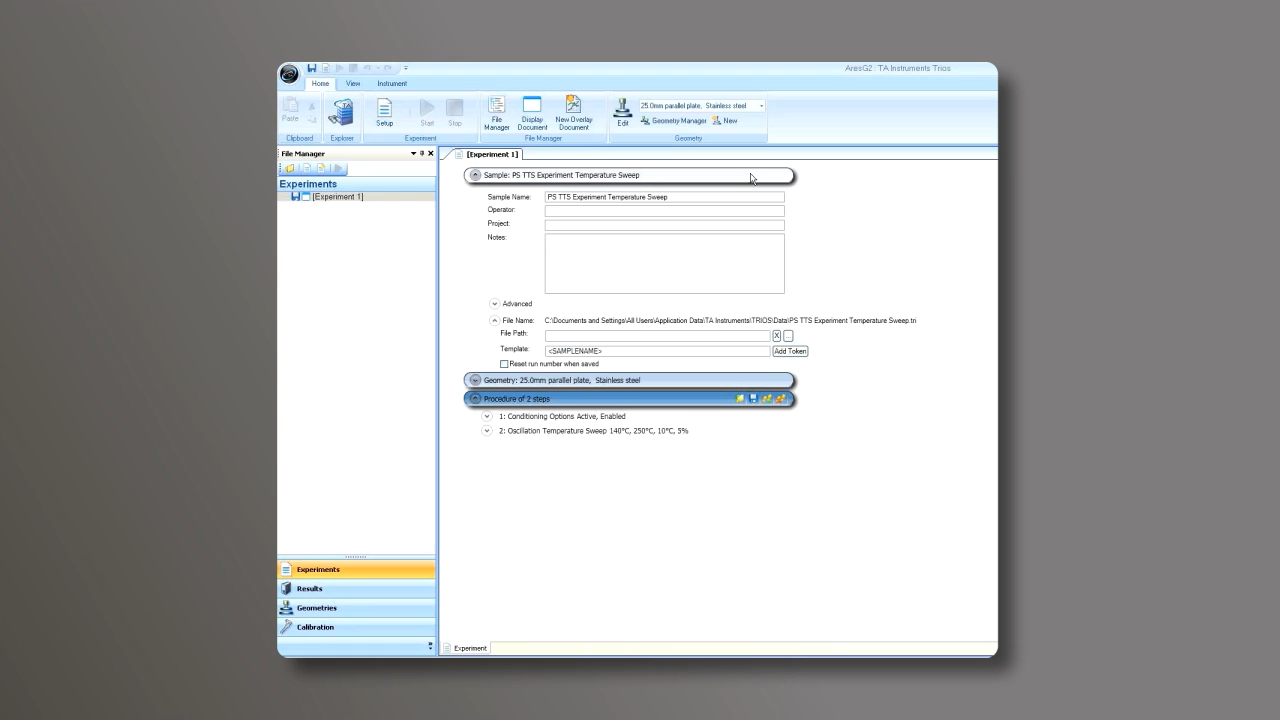 AresG2 : TA Instruments Trios
Home View Instrument
Paste
Setup Start Stop
File Manager Display Document New Overlay Document
Edit
25.0mm parallel plate, Stainless steel
Geometry Manager New
Clipboard Explorer Experiment File Manager Geometry
File Manager
[Experiment 1]
Experiments
[Experiment 1]
Sample: PS TTS Experiment Temperature Sweep
Sample Name: PS TTS Experiment Temperature Sweep
Operator:
Project:
Notes:
Advanced
File Name: C:\Documents and Settings\All Users\Application Data\TA Instruments\TRIOS\Data\PS TTS Experiment Temperature Sweep.tri
File Path: X ...
Template: <SAMPLENAME> Add Token
Reset run number when saved
Geometry: 25.0mm parallel plate, Stainless steel
Procedure of 2 steps
1: Conditioning Options Active, Enabled
2: Oscillation Temperature Sweep 140°C, 250°C, 10°C, 5%
Experiments
Results
Geometries
Calibration
Experiment